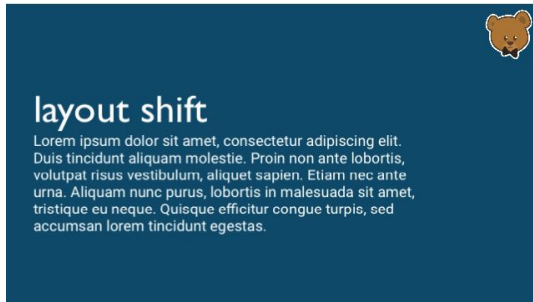 layout shift
Lorem ipsum dolor sit amet, consectetur adipiscing elit.
Duis tincidunt aliquam molestie. Proin non ante lobortis,
volutpat risus vestibulum, aliquet sapien. Etiam nec ante
urna. Aliquam nunc purus, lobortis in malesuada sit amet,
tristique eu neque. Quisque efficitur congue turpis, sed
accumsan lorem tincidunt egestas.